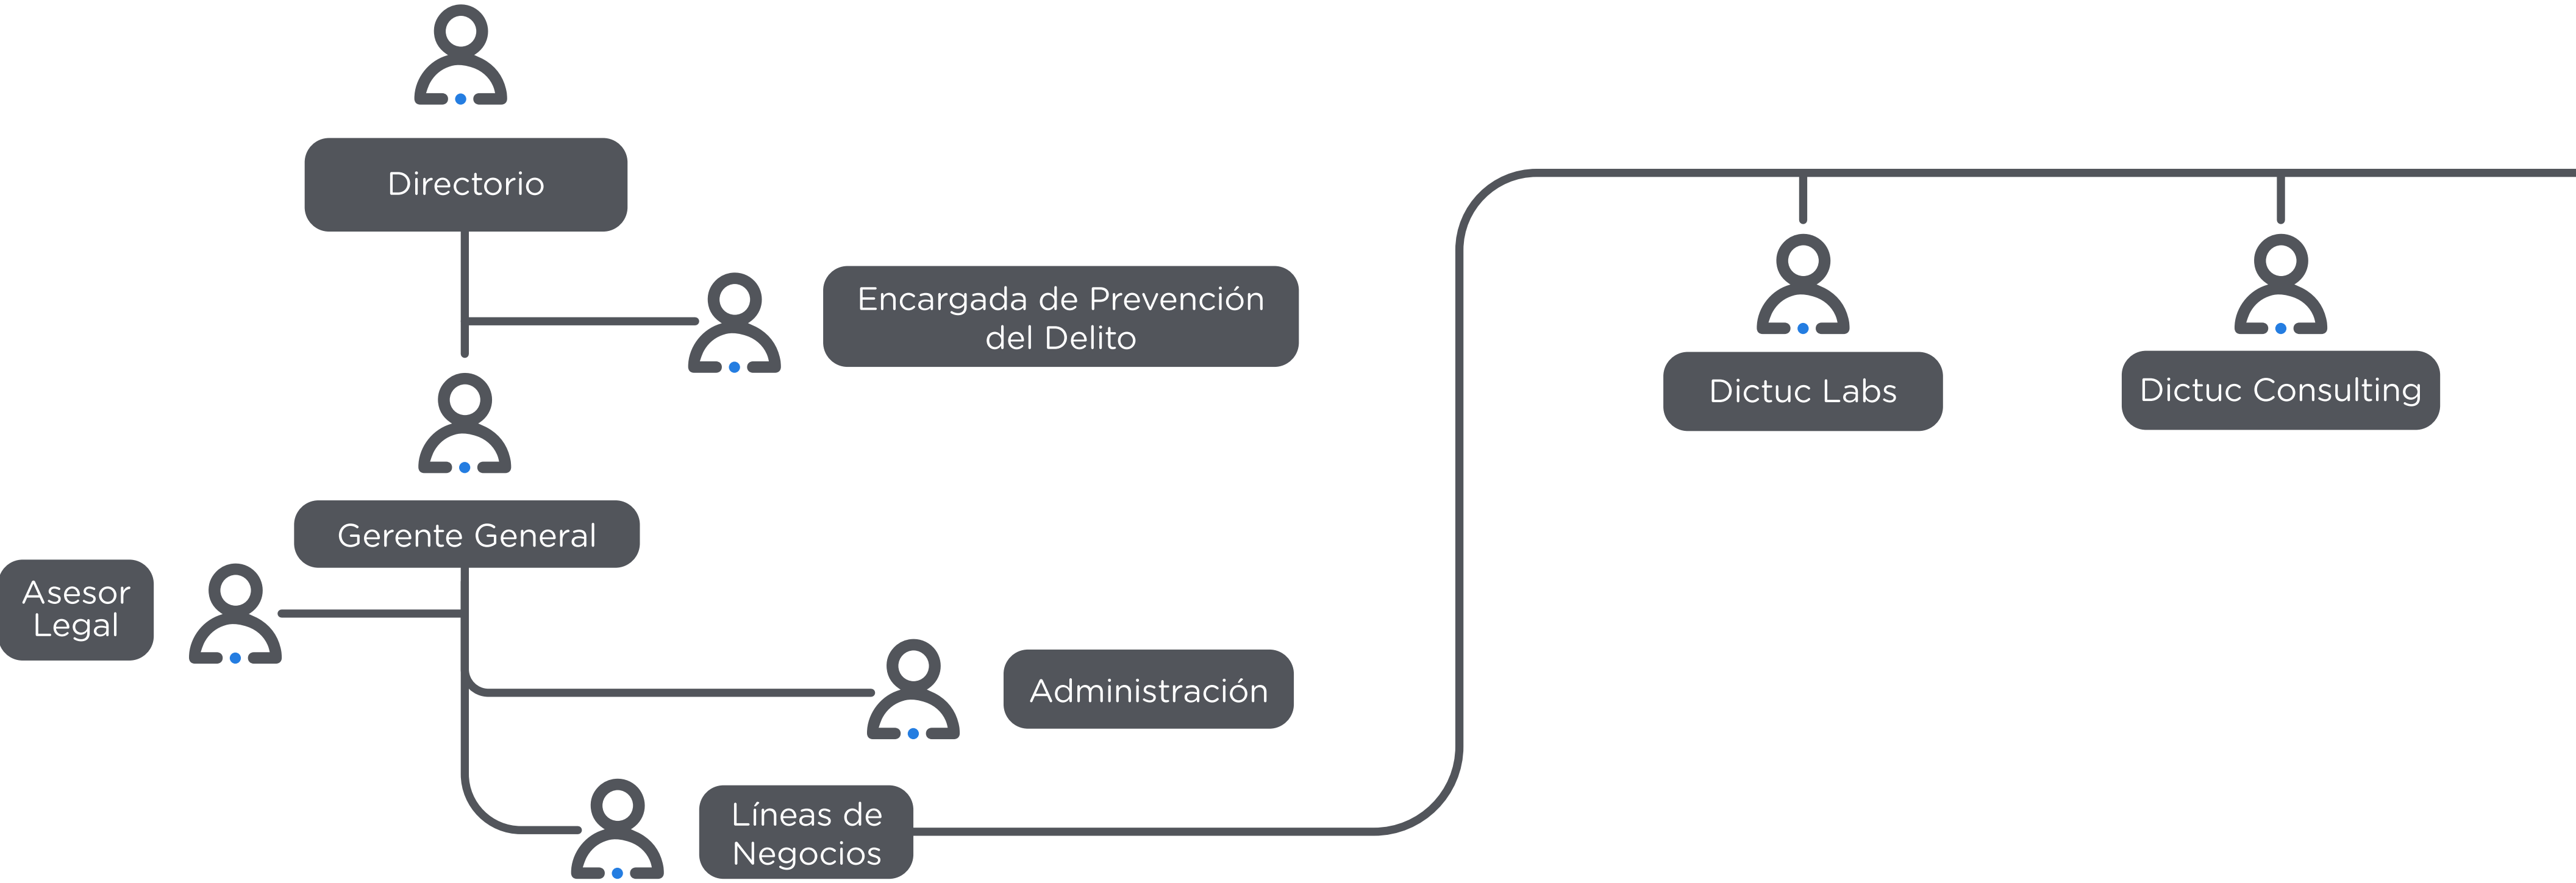 Directorio
Encargada de Prevención
del Delito
Gerente General
Asesor
Legal
Administración
Líneas de
Negocios
Dictuc Labs
Dictuc Consulting